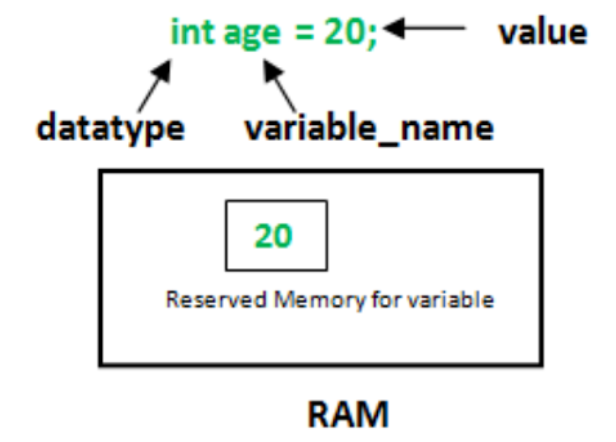 int age = 20; value
datatype variable_name
20
Reserved Memory for variable
RAM